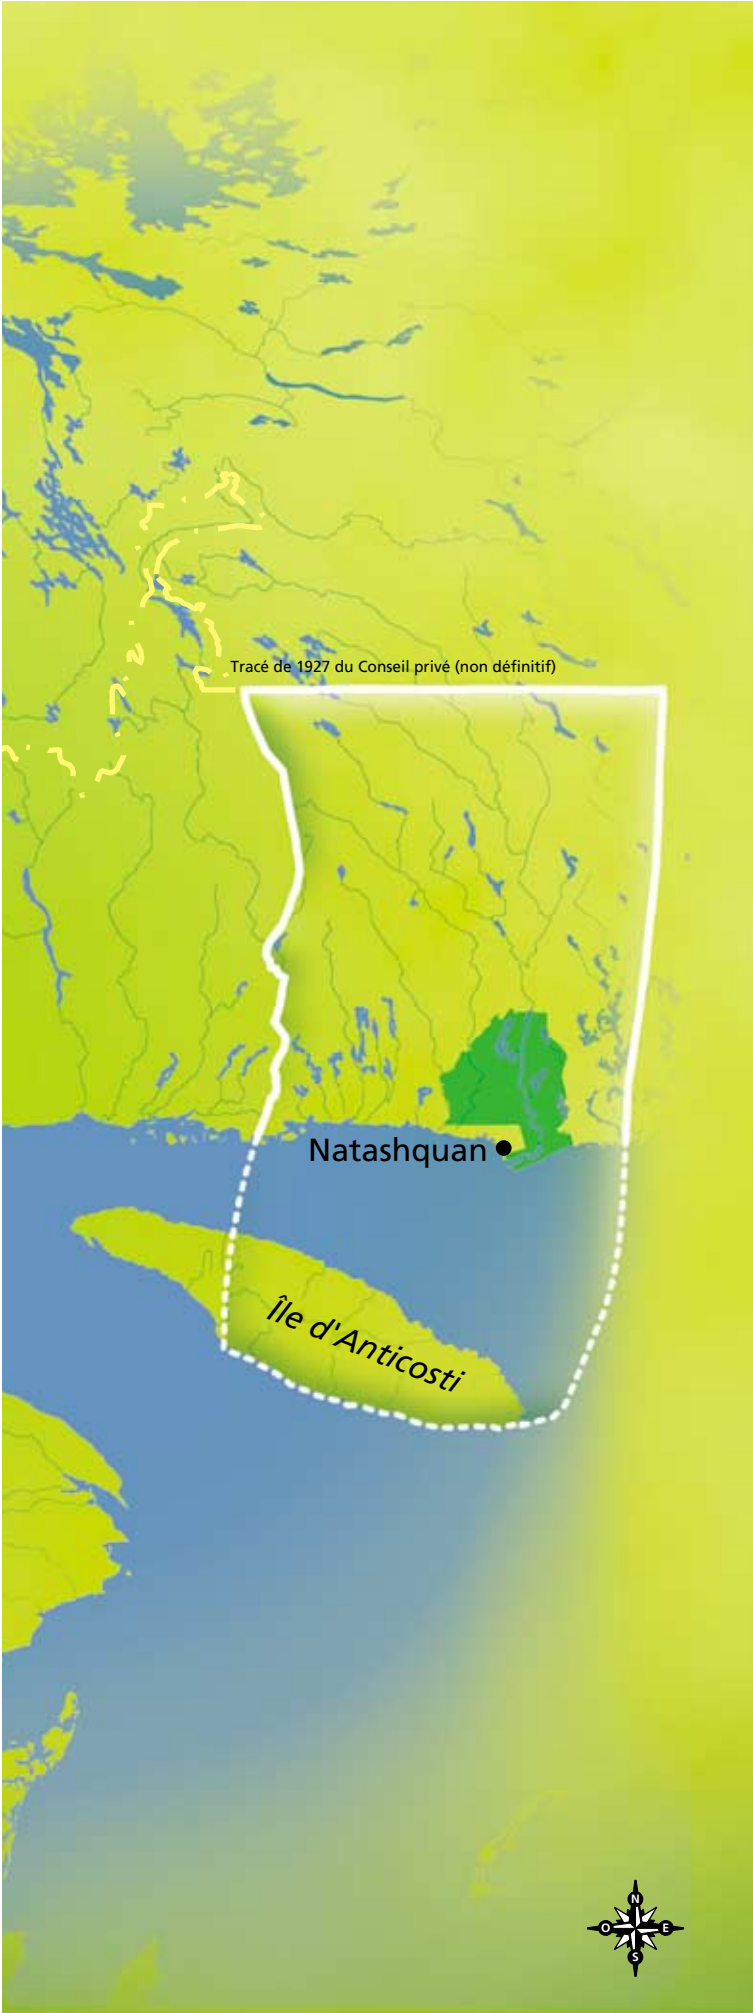 Tracé de 1927 du Conseil privé (non définitif)
Natashquan
Île d'Anticosti
N
O E
S